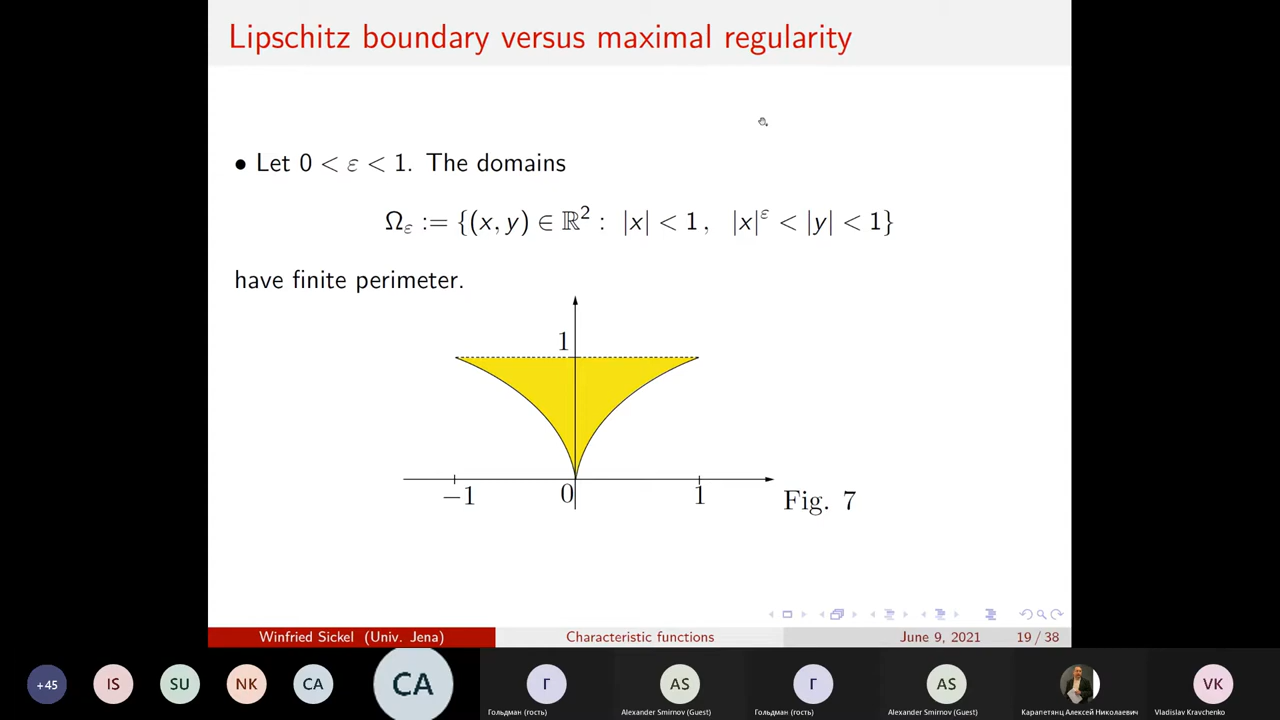 Lipschitz boundary versus maximal regularity
• Let 0 < ε < 1. The domains
Ωε := {(x, y) ∈ ℝ² : |x| < 1 , |x|^ε < |y| < 1}
have finite perimeter.
1
−1 0 1
Fig. 7
Winfried Sickel (Univ. Jena) Characteristic functions June 9, 2021 19 / 38
+45 IS SU NK CA CA Г AS Г AS VK
Гольдман (гость) Alexander Smirnov (Guest) Гольдман (гость) Alexander Smirnov (Guest) Карапетянц Алексей Николаевич Vladislav Kravchenko